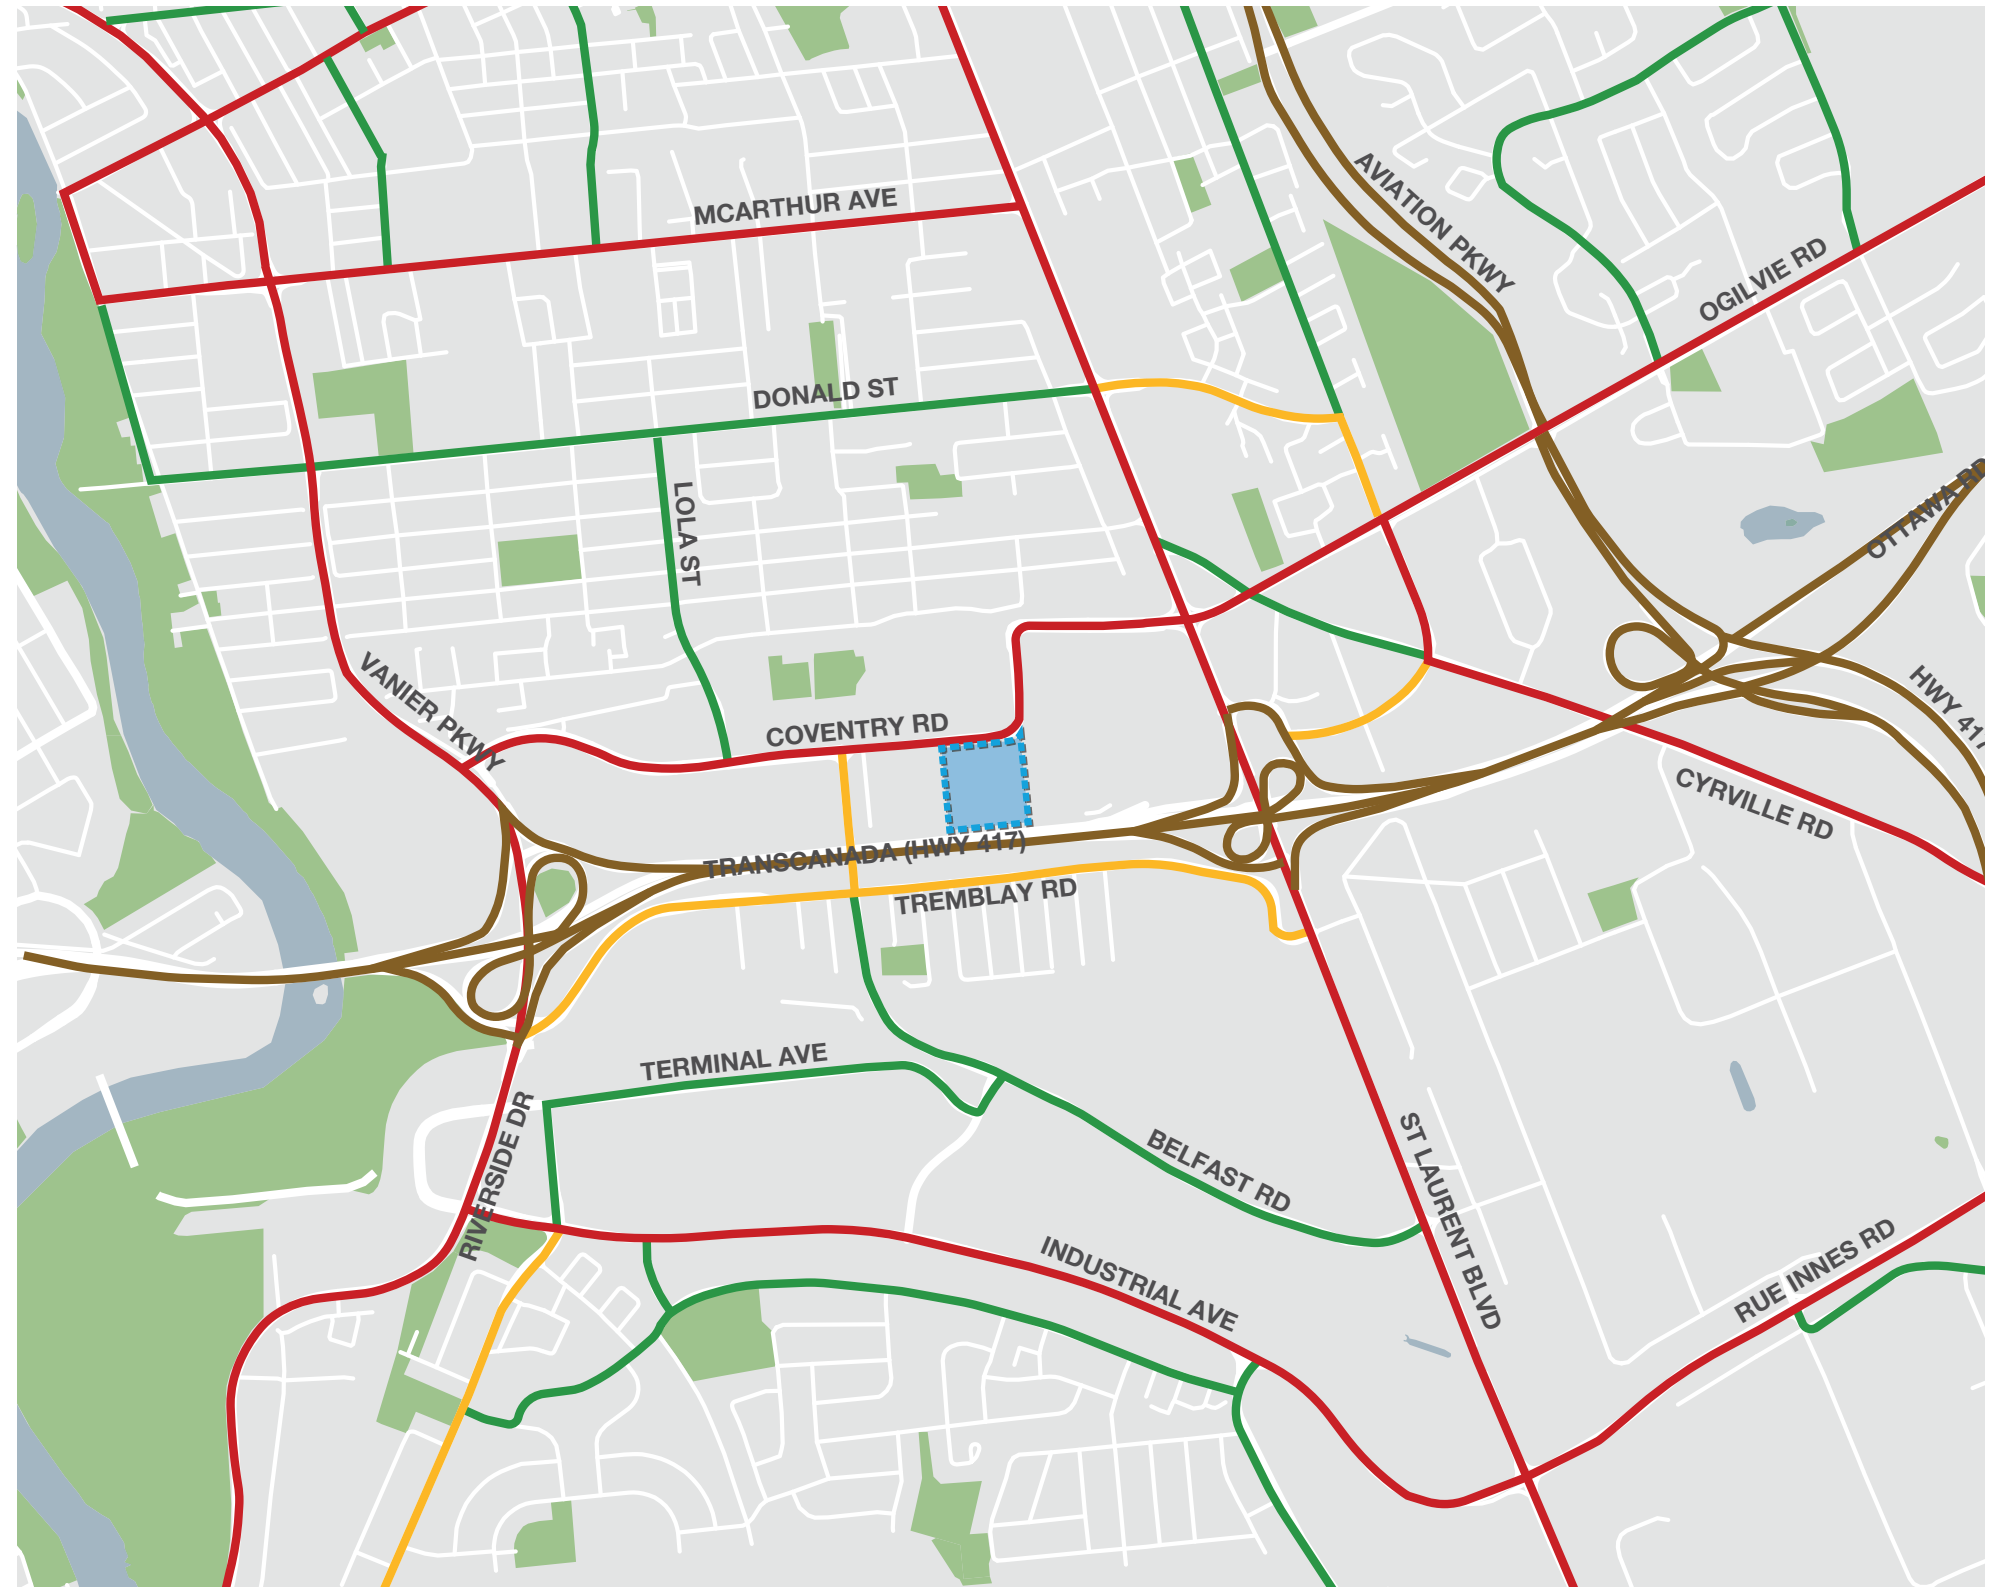 AVIATION PKWY
MCARTHUR AVE
OGILVIE RD
DONALD ST
OTTAWA RD
LOLA ST
VANIER PKWY
HWY 417
COVENTRY RD
CYRVILLE RD
TRANSCANADA (HWY 417)
TREMBLAY RD
TERMINAL AVE
RIVERSIDE DR
BELFAST RD
ST LAURENT BLVD
INDUSTRIAL AVE
RUE INNES RD